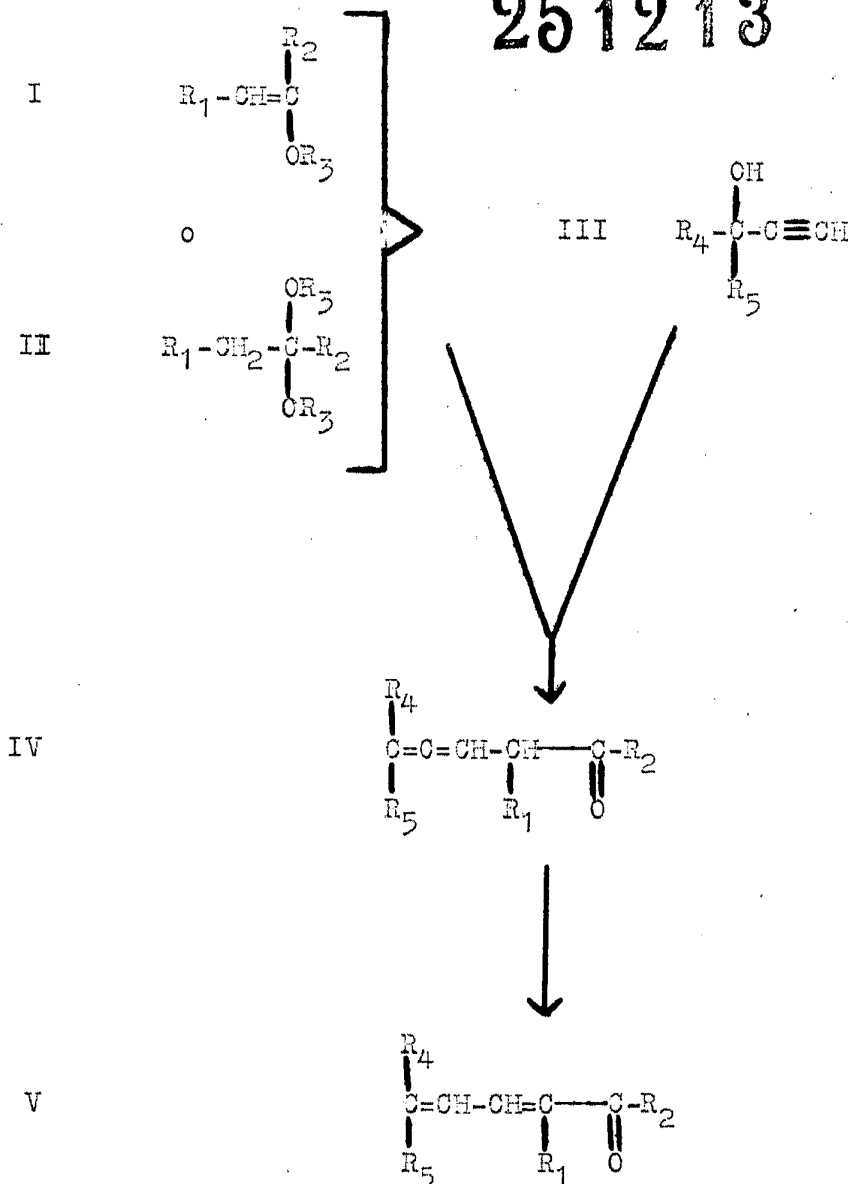 251213
R2
I R1-CH=C
OR3
OH
o III R4-C-C≡CH
R5
OR3
II R1-CH2-C-R2
OR3
R4
IV C=C=CH-CH—C-R2
R5 R1 O
R4
V C=CH-CH=C—C-R2
R5 R1 O